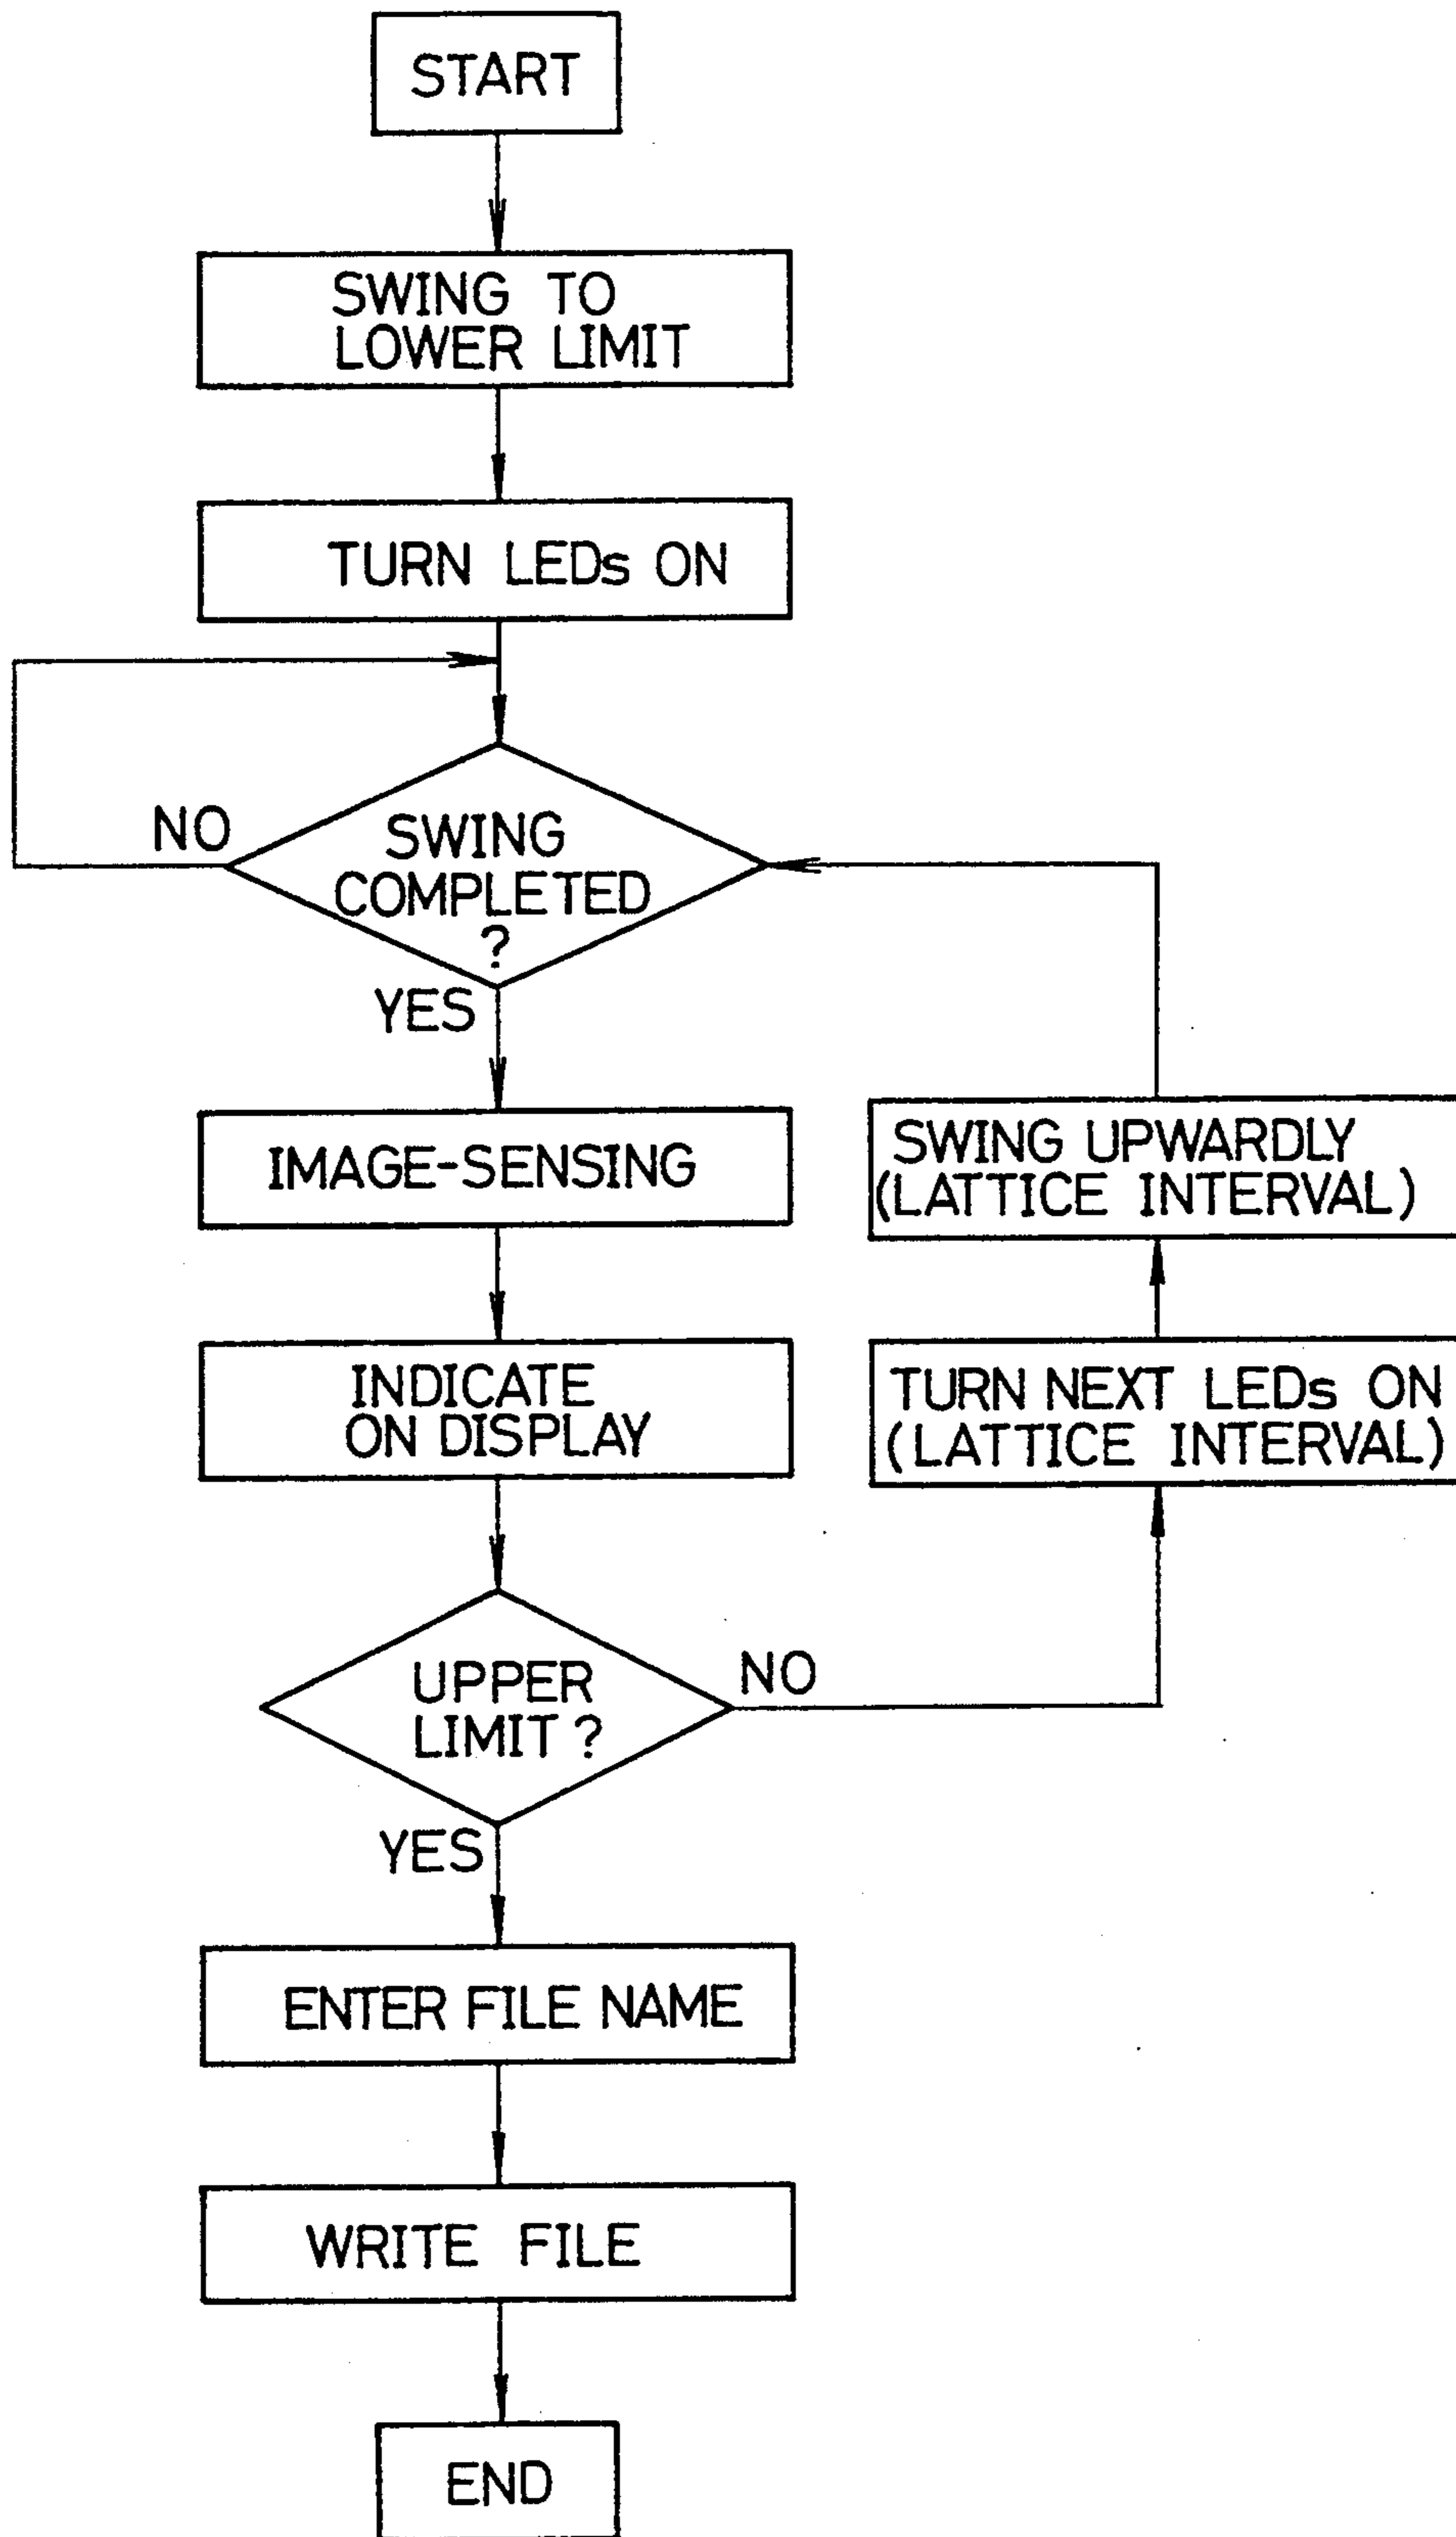 START
SWING TO
LOWER LIMIT
TURN LEDs ON
NO
SWING
COMPLETED
?
YES
IMAGE-SENSING
SWING UPWARDLY
(LATTICE INTERVAL)
INDICATE
ON DISPLAY
TURN NEXT LEDs ON
(LATTICE INTERVAL)
UPPER
LIMIT ?
NO
YES
ENTER FILE NAME
WRITE FILE
END